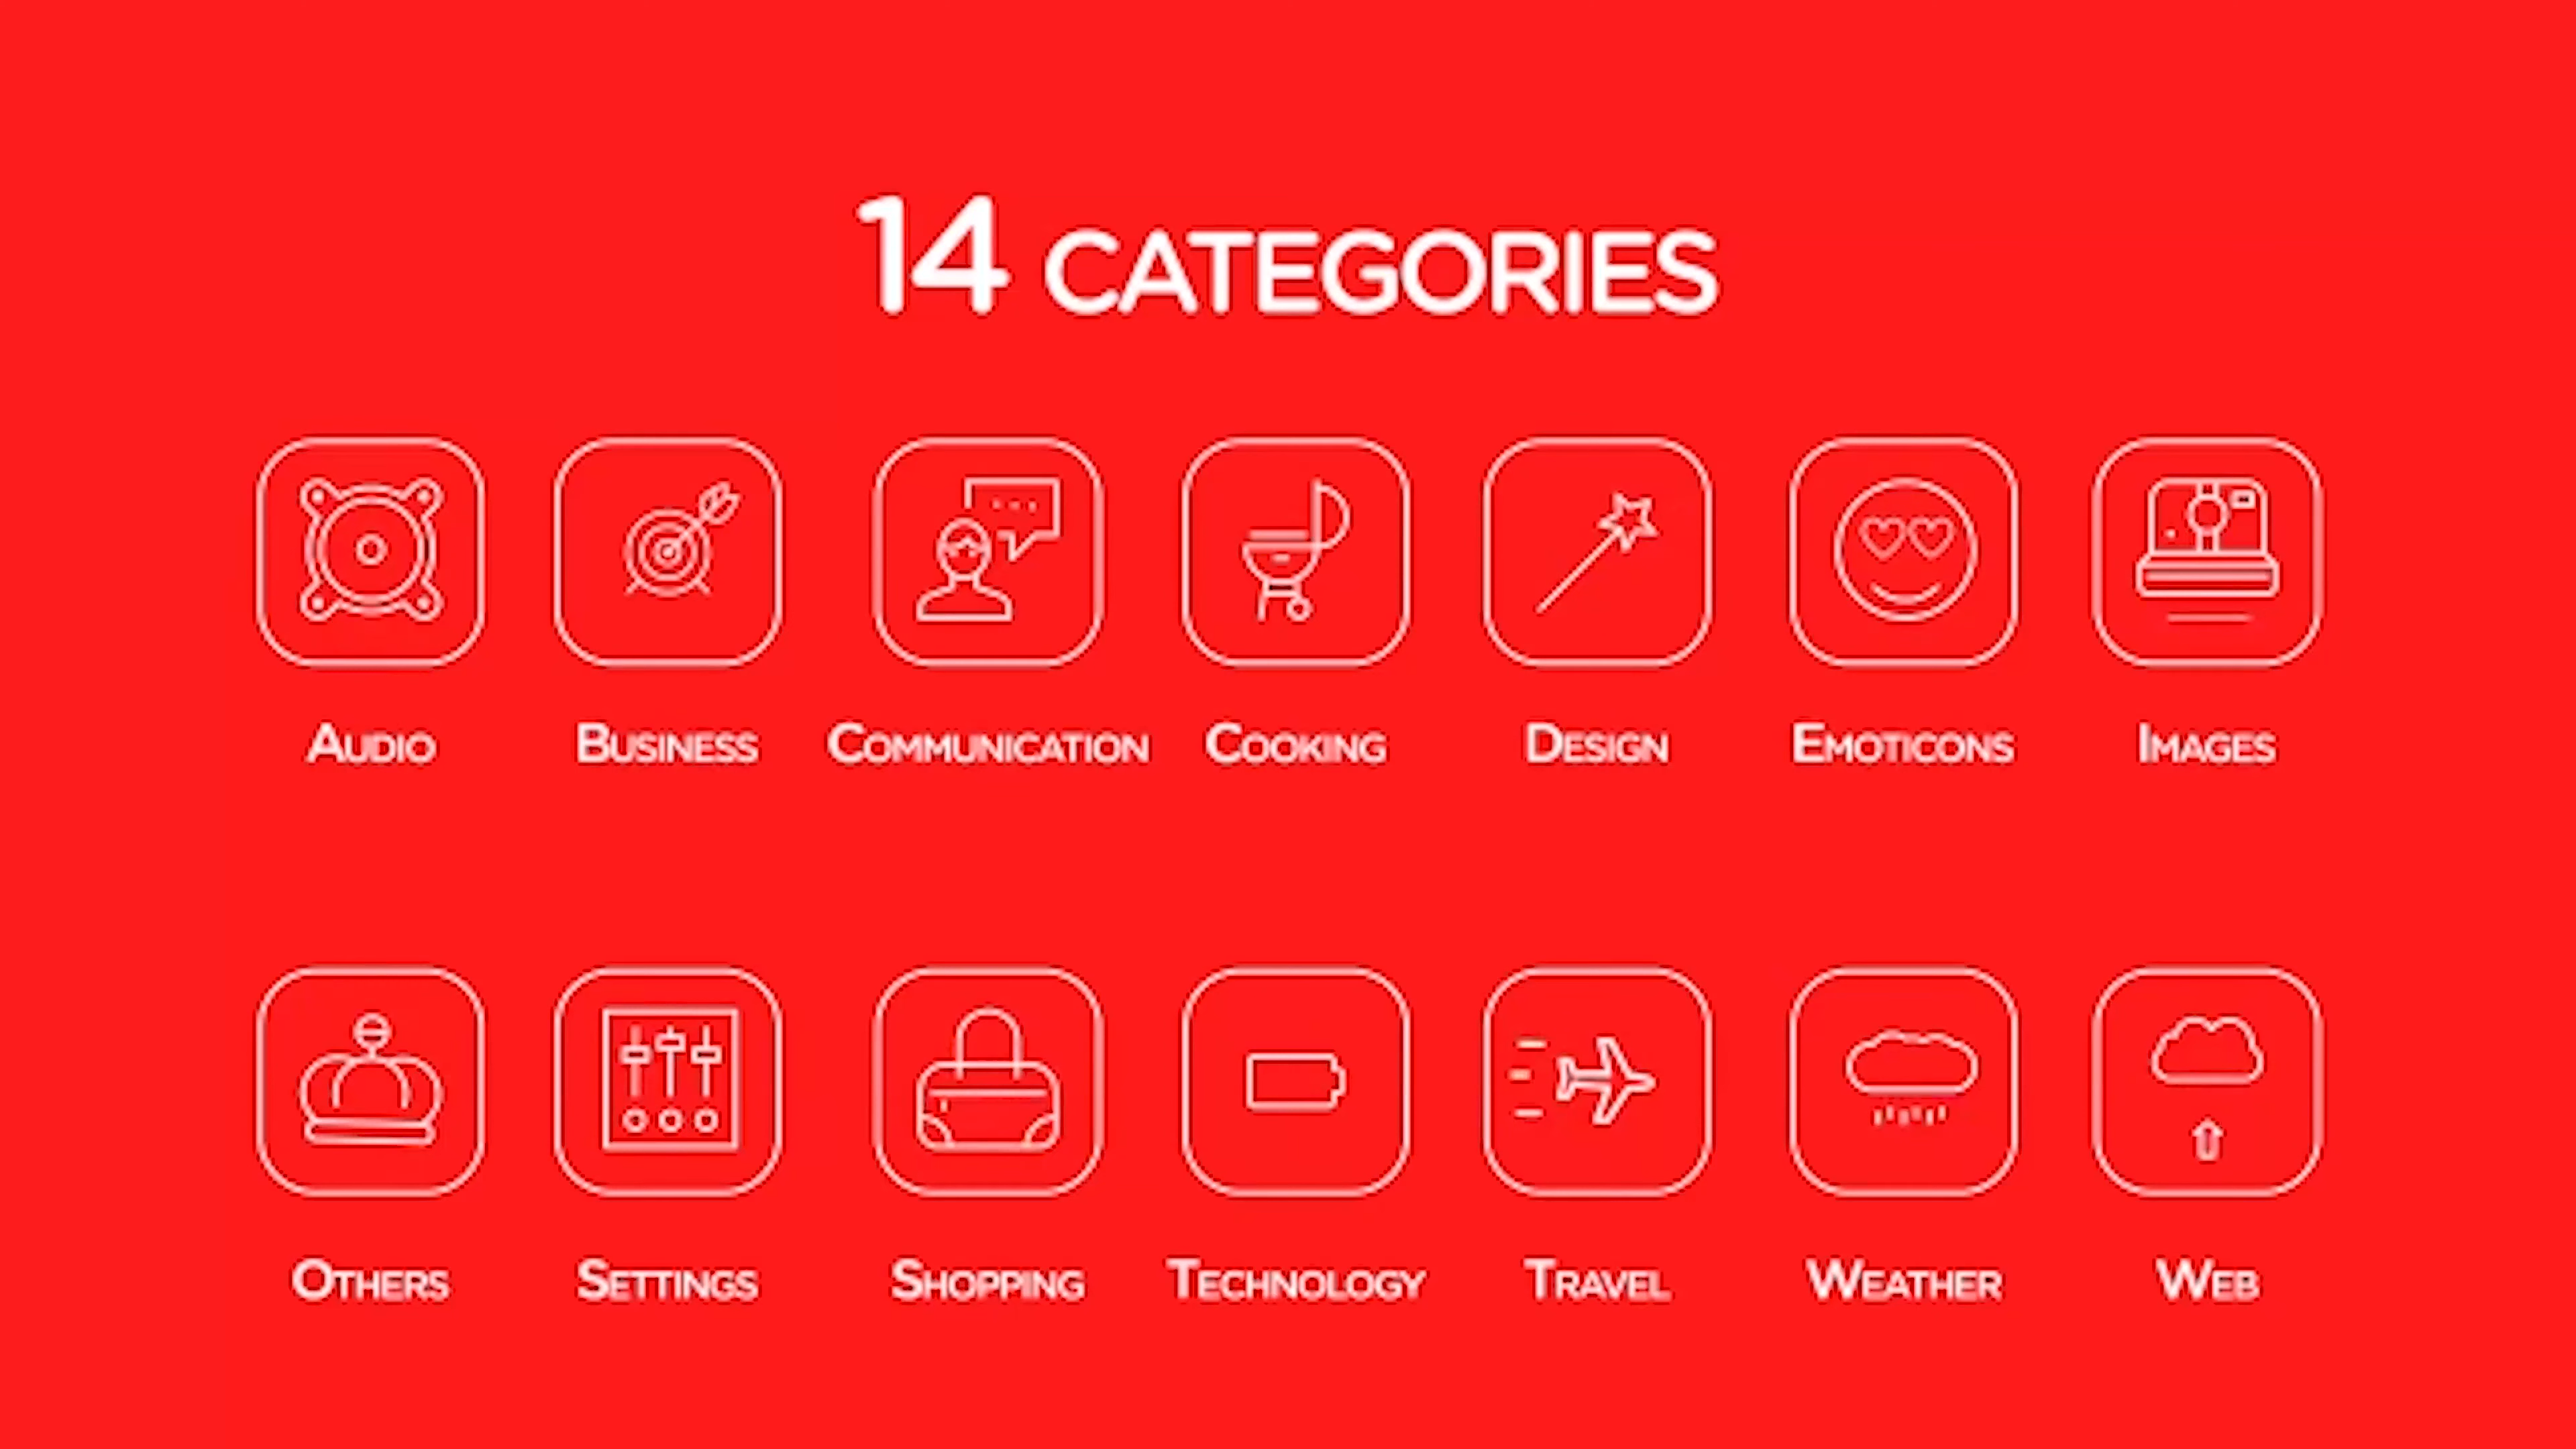 14 CATEGORIES
AUDIO BUSINESS COMMUNICATION COOKING DESIGN EMOTICONS IMAGES
OTHERS SETTINGS SHOPPING TECHNOLOGY TRAVEL WEATHER WEB